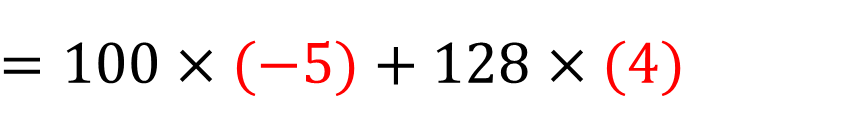 = 100 × (−5) + 128 × (4)